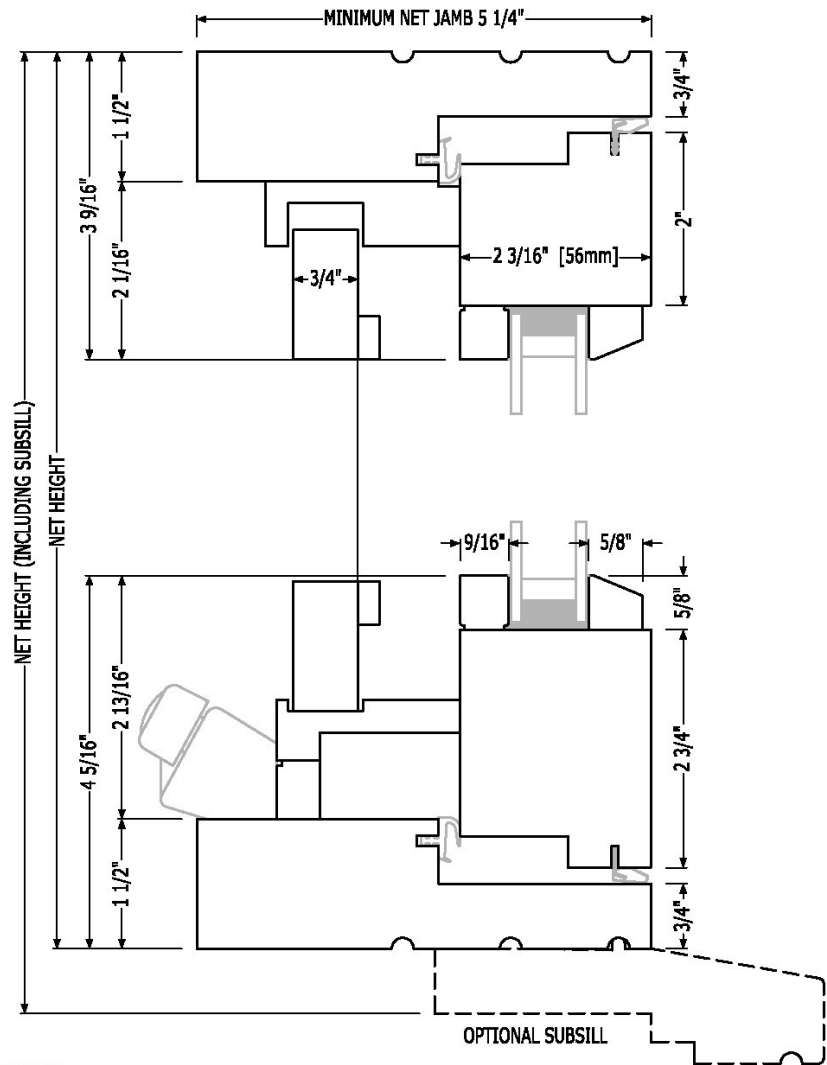 MINIMUM NET JAMB 5 1/4"
1 1/2"
3/4"
3 9/16"
2 1/16"
2"
2 3/16" [56mm]
3/4"
NET HEIGHT (INCLUDING SUBSILL)
NET HEIGHT
9/16"
5/8"
5/8"
2 13/16"
4 5/16"
2 3/4"
1 1/2"
3/4"
OPTIONAL SUBSILL